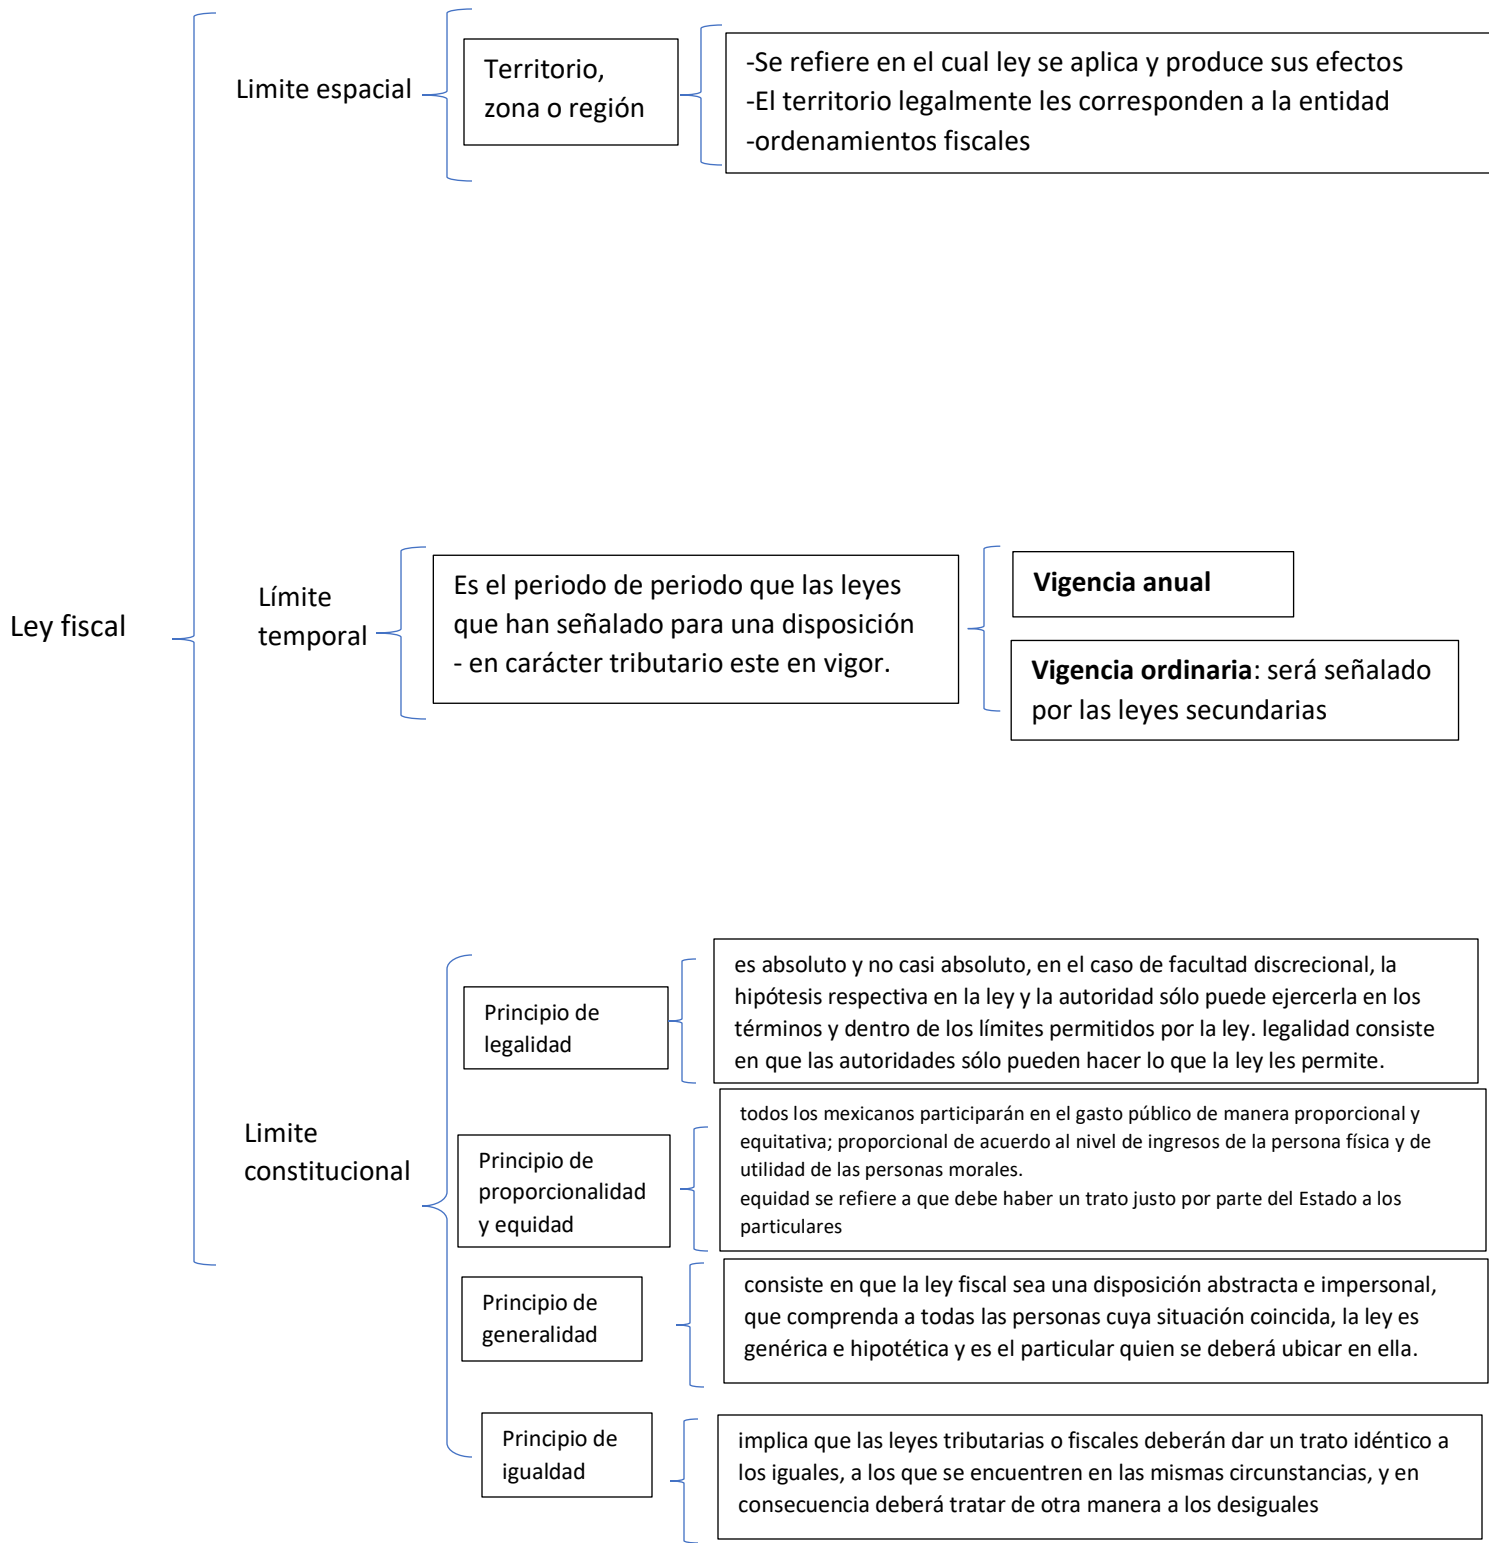 Ley fiscal
Limite espacial
Territorio,
zona o región
-Se refiere en el cual ley se aplica y produce sus efectos
-El territorio legalmente les corresponden a la entidad
-ordenamientos fiscales
Límite
temporal
Es el periodo de periodo que las leyes
que han señalado para una disposición
- en carácter tributario este en vigor.
Vigencia anual
Vigencia ordinaria: será señalado
por las leyes secundarias
Limite
constitucional
Principio de
legalidad
es absoluto y no casi absoluto, en el caso de facultad discrecional, la
hipótesis respectiva en la ley y la autoridad sólo puede ejercerla en los
términos y dentro de los límites permitidos por la ley. legalidad consiste
en que las autoridades sólo pueden hacer lo que la ley les permite.
Principio de
proporcionalidad
y equidad
todos los mexicanos participarán en el gasto público de manera proporcional y
equitativa; proporcional de acuerdo al nivel de ingresos de la persona física y de
utilidad de las personas morales.
equidad se refiere a que debe haber un trato justo por parte del Estado a los
particulares
Principio de
generalidad
consiste en que la ley fiscal sea una disposición abstracta e impersonal,
que comprenda a todas las personas cuya situación coincida, la ley es
genérica e hipotética y es el particular quien se deberá ubicar en ella.
Principio de
igualdad
implica que las leyes tributarias o fiscales deberán dar un trato idéntico a
los iguales, a los que se encuentren en las mismas circunstancias, y en
consecuencia deberá tratar de otra manera a los desiguales